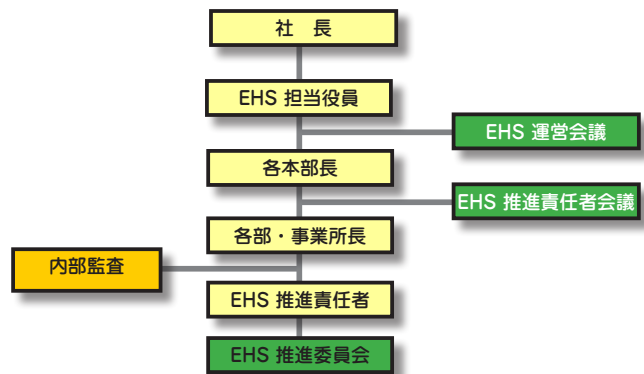 社 長
EHS 担当役員
EHS 運営会議
各本部長
EHS 推進責任者会議
各部・事業所長
内部監査
EHS 推進責任者
EHS 推進委員会